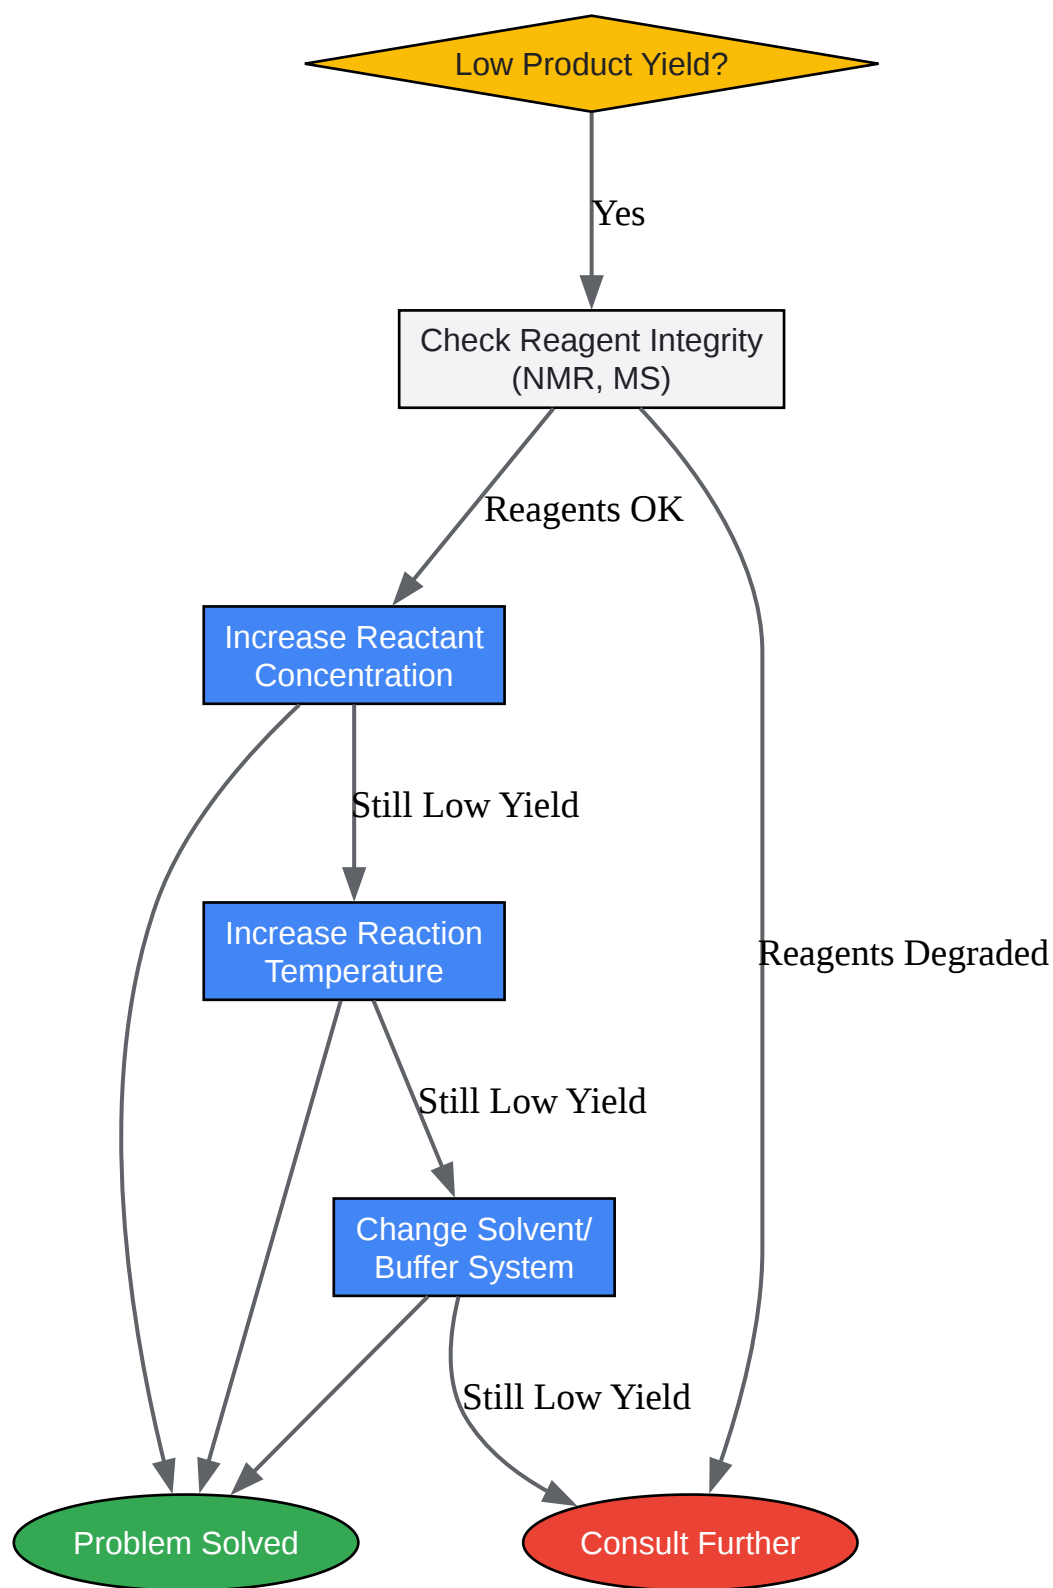 Low Product Yield?
Yes
Check Reagent Integrity
(NMR, MS)
Reagents OK
Increase Reactant
Concentration
Still Low Yield
Increase Reaction
Temperature
Reagents Degraded
Still Low Yield
Change Solvent/
Buffer System
Still Low Yield
Problem Solved
Consult Further